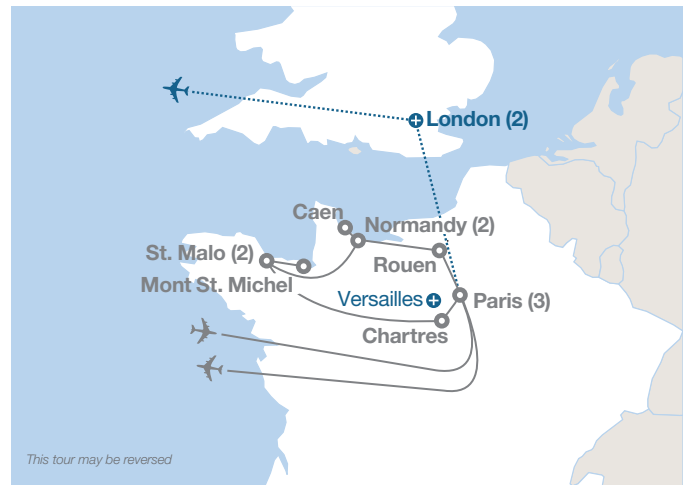 London (2)
Caen
Normandy (2)
St. Malo (2)
Rouen
Mont St. Michel
Versailles
Paris (3)
Chartres
This tour may be reversed